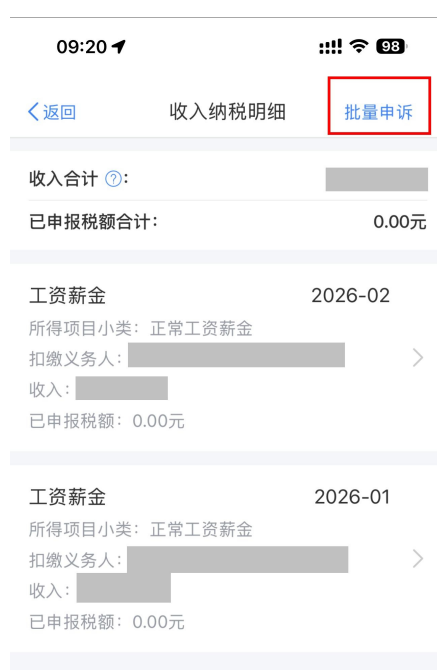 09:20
98
返回
收入纳税明细
批量申诉
收入合计 ?:
已申报税额合计: 0.00元
工资薪金 2026-02
所得项目小类: 正常工资薪金
扣缴义务人:
收入:
已申报税额: 0.00元
工资薪金 2026-01
所得项目小类: 正常工资薪金
扣缴义务人:
收入:
已申报税额: 0.00元